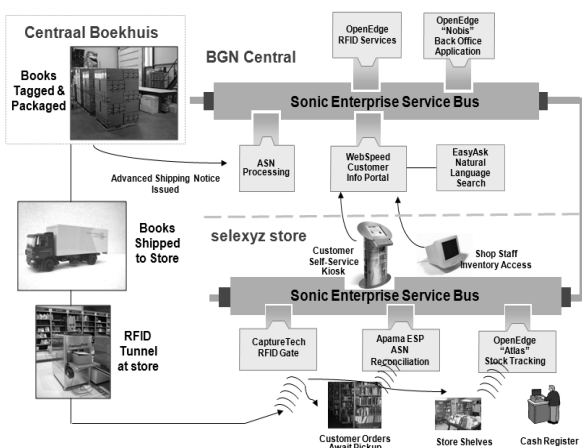 Centraal Boekhuis
Books
Tagged &
Packaged
BGN Central
OpenEdge
RFID Services
OpenEdge
"Nobis"
Back Office
Application
Sonic Enterprise Service Bus
ASN
Processing
WebSpeed
Customer
Info Portal
EasyAsk
Natural
Language
Search
Advanced Shipping Notice
Issued
Books
Shipped
to Store
selexyz store
Customer
Self-Service
Kiosk
Shop Staff
Inventory Access
Sonic Enterprise Service Bus
RFID
Tunnel
at store
CaptureTech
RFID Gate
Apama ESP
ASN
Reconciliation
OpenEdge
"Atlas"
Stock Tracking
Customer Orders
Await Pickup
Store Shelves
Cash Register